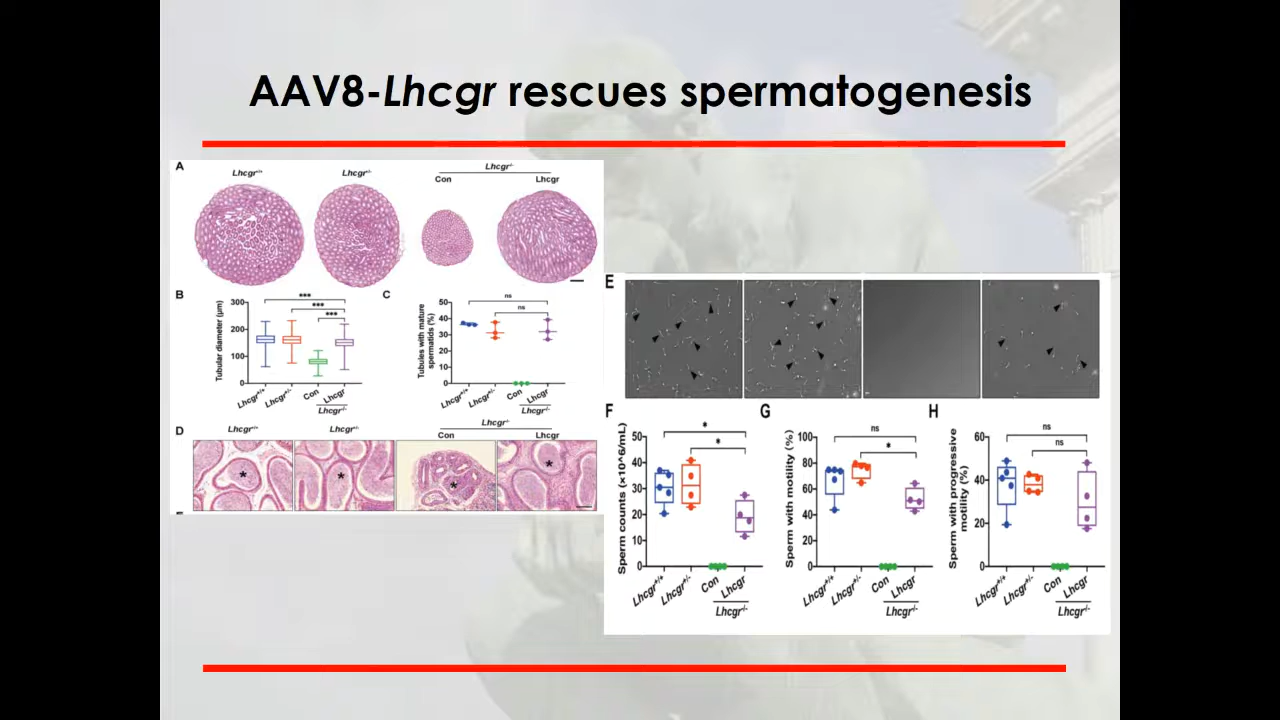 AAV8-Lhcgr rescues spermatogenesis
A
Lhcgr+/+
Lhcgr+/-
Lhcgr-/-
Con
Lhcgr
B
Tubular diameter (μm)
300
200
100
0
***
***
***
Lhcgr+/+
Lhcgr+/-
Con
Lhcgr
Lhcgr-/-
C
Tubules with mature
spermatids (%)
50
40
30
20
10
0
ns
ns
Lhcgr+/+
Lhcgr+/-
Con
Lhcgr
Lhcgr-/-
D
Lhcgr+/+
Lhcgr+/-
Con
Lhcgr
*
*
*
*
E
F
Sperm counts (×10^6/mL)
50
40
30
20
10
0
*
*
Lhcgr+/+
Lhcgr+/-
Con
Lhcgr
Lhcgr-/-
G
Sperm with motility (%)
100
80
60
40
20
0
ns
*
Lhcgr+/+
Lhcgr+/-
Con
Lhcgr
Lhcgr-/-
H
Sperm with progressive
motility (%)
60
40
20
0
ns
ns
Lhcgr+/+
Lhcgr+/-
Con
Lhcgr
Lhcgr-/-